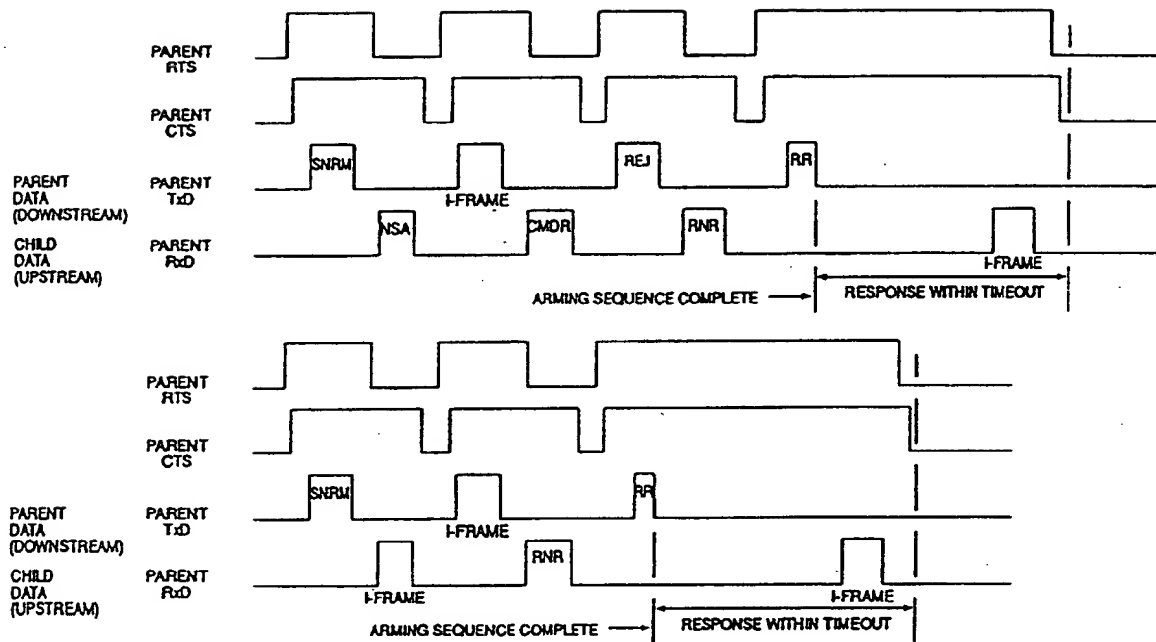 PARENT
RTS
PARENT
CTS
SNRM
REJ
RR
PARENT
DATA
(DOWNSTREAM)
PARENT
TxD
I-FRAME
NSA
CMDR
RNR
CHILD
DATA
(UPSTREAM)
PARENT
RxD
I-FRAME
ARMING SEQUENCE COMPLETE
RESPONSE WITHIN TIMEOUT
PARENT
RTS
PARENT
CTS
SNRM
RR
PARENT
DATA
(DOWNSTREAM)
PARENT
TxD
I-FRAME
RNR
CHILD
DATA
(UPSTREAM)
PARENT
RxD
I-FRAME
I-FRAME
ARMING SEQUENCE COMPLETE
RESPONSE WITHIN TIMEOUT